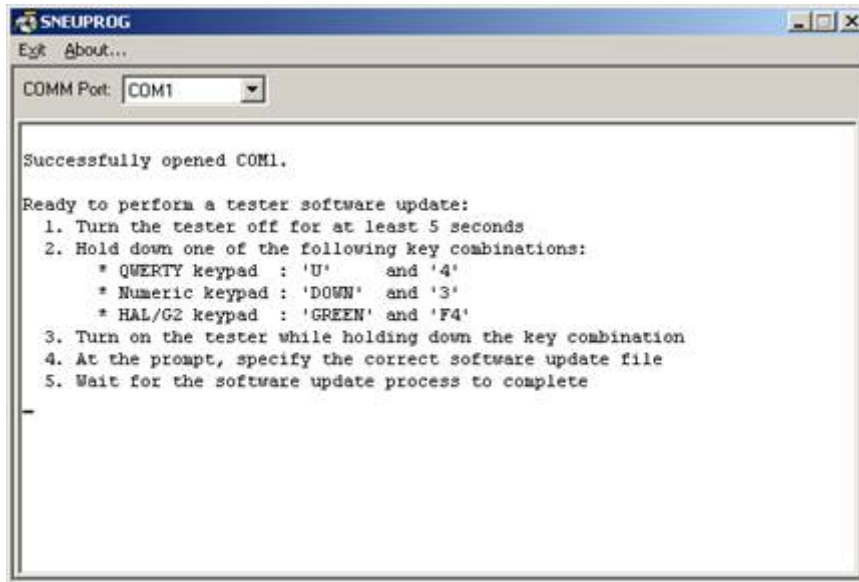 SNEUPROG
Exit About...
COMM Port: COM1
Successfully opened COM1.
Ready to perform a tester software update:
1. Turn the tester off for at least 5 seconds
2. Hold down one of the following key combinations:
* QWERTY keypad : 'U' and '4'
* Numeric keypad : 'DOWN' and '3'
* HAL/G2 keypad : 'GREEN' and 'F4'
3. Turn on the tester while holding down the key combination
4. At the prompt, specify the correct software update file
5. Wait for the software update process to complete